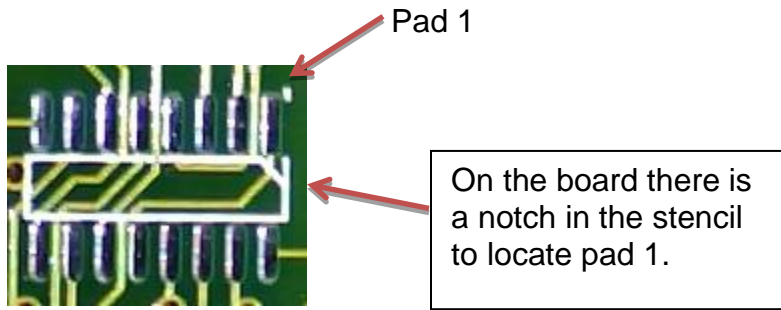 Pad 1
On the board there is
a notch in the stencil
to locate pad 1.